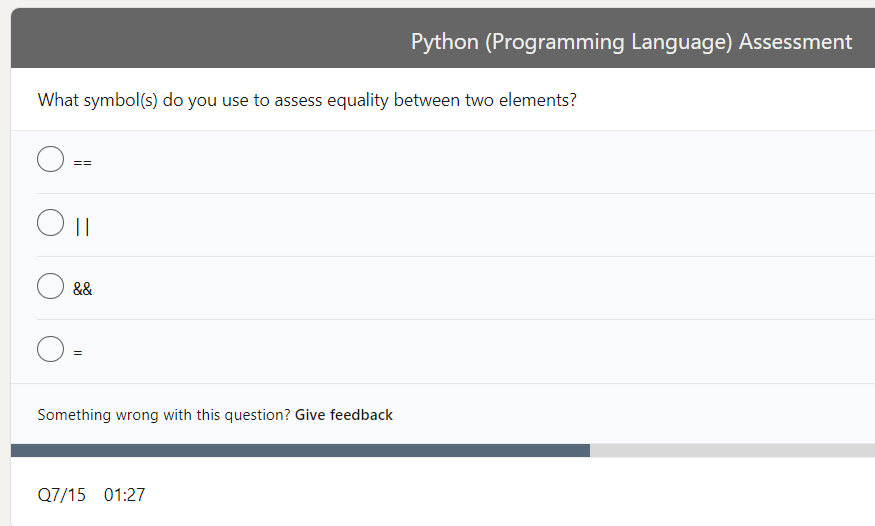 Python (Programming Language) Assessment
What symbol(s) do you use to assess equality between two elements?
==
||
&&
=
Something wrong with this question? Give feedback
Q7/15 01:27